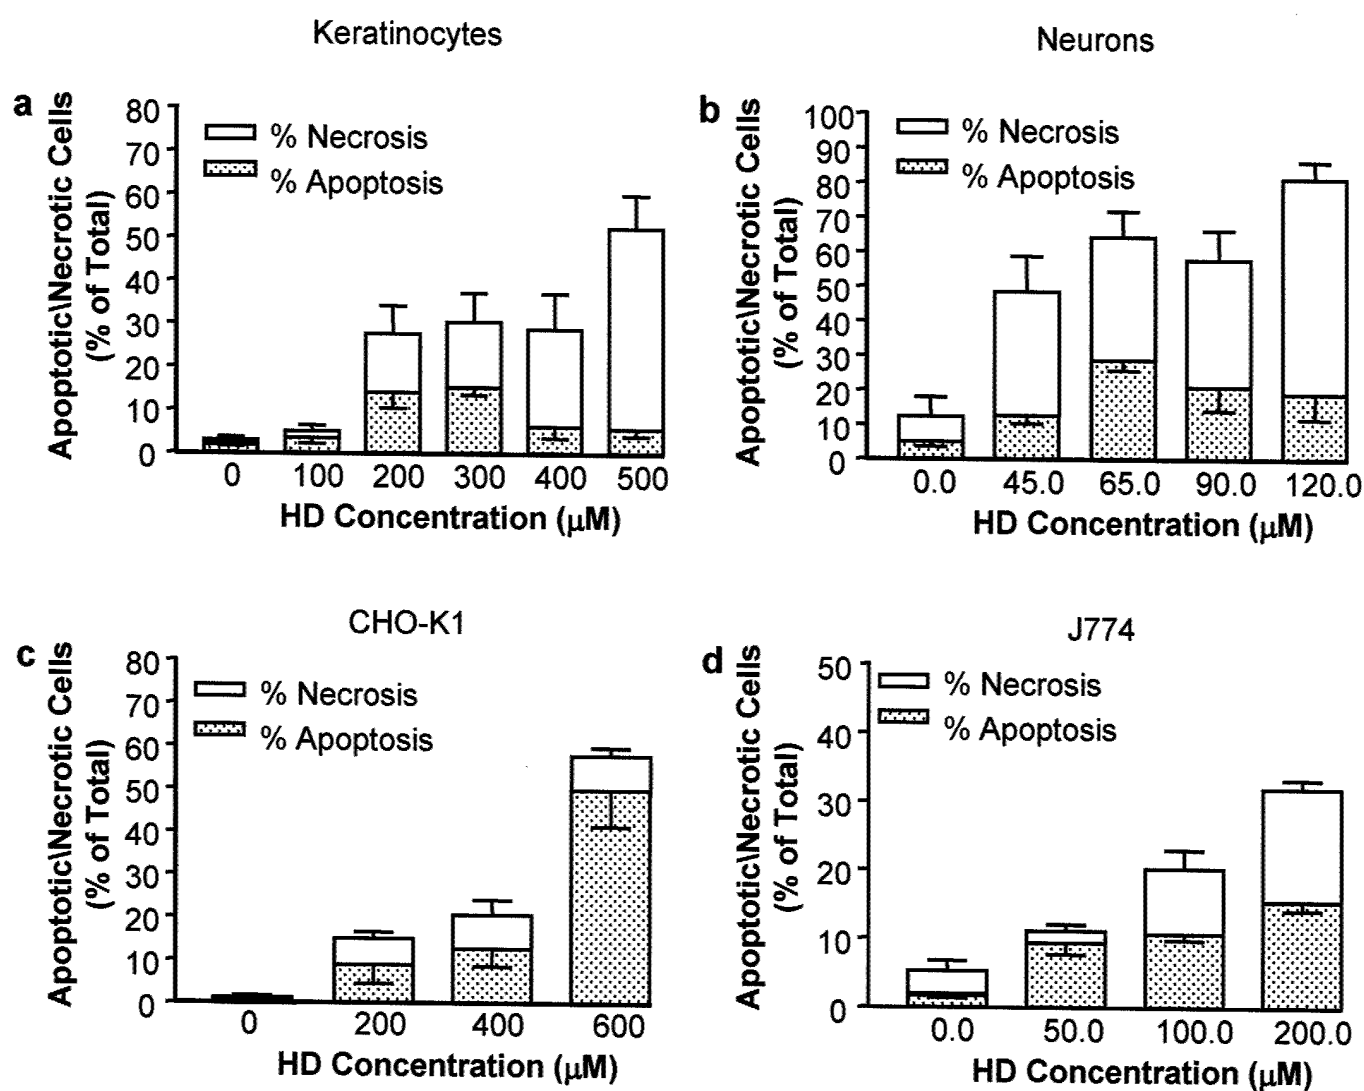 Keratinocytes
a
Apoptotic\Necrotic Cells
(% of Total)
80
70
60
50
40
30
20
10
0
% Necrosis
% Apoptosis
0 100 200 300 400 500
HD Concentration (μM)
Neurons
b
Apoptotic\Necrotic Cells
(% of Total)
100
90
80
70
60
50
40
30
20
10
0
% Necrosis
% Apoptosis
0.0 45.0 65.0 90.0 120.0
HD Concentration (μM)
CHO-K1
c
Apoptotic\Necrotic Cells
(% of Total)
80
70
60
50
40
30
20
10
0
% Necrosis
% Apoptosis
0 200 400 600
HD Concentration (μM)
J774
d
Apoptotic\Necrotic Cells
(% of Total)
50
40
30
20
10
0
% Necrosis
% Apoptosis
0.0 50.0 100.0 200.0
HD Concentration (μM)